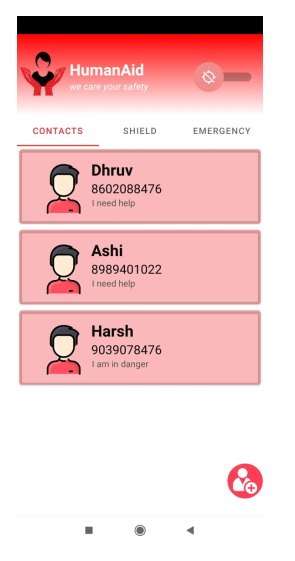 HumanAid
we care your safety
CONTACTS SHIELD EMERGENCY
Dhruv
8602088476
I need help
Ashi
8989401022
I need help
Harsh
9039078476
I am in danger